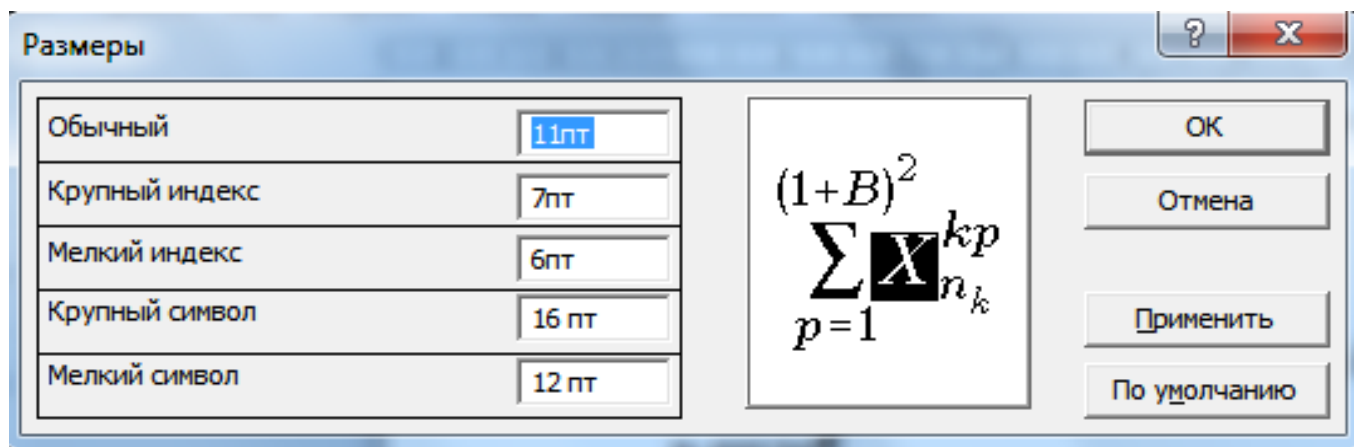 Размеры
?
X
Обычный
11пт
Крупный индекс
7пт
Мелкий индекс
6пт
Крупный символ
16 пт
Мелкий символ
12 пт
(1+B)²
∑ X kp
n k
p=1
ОК
Отмена
Применить
По умолчанию